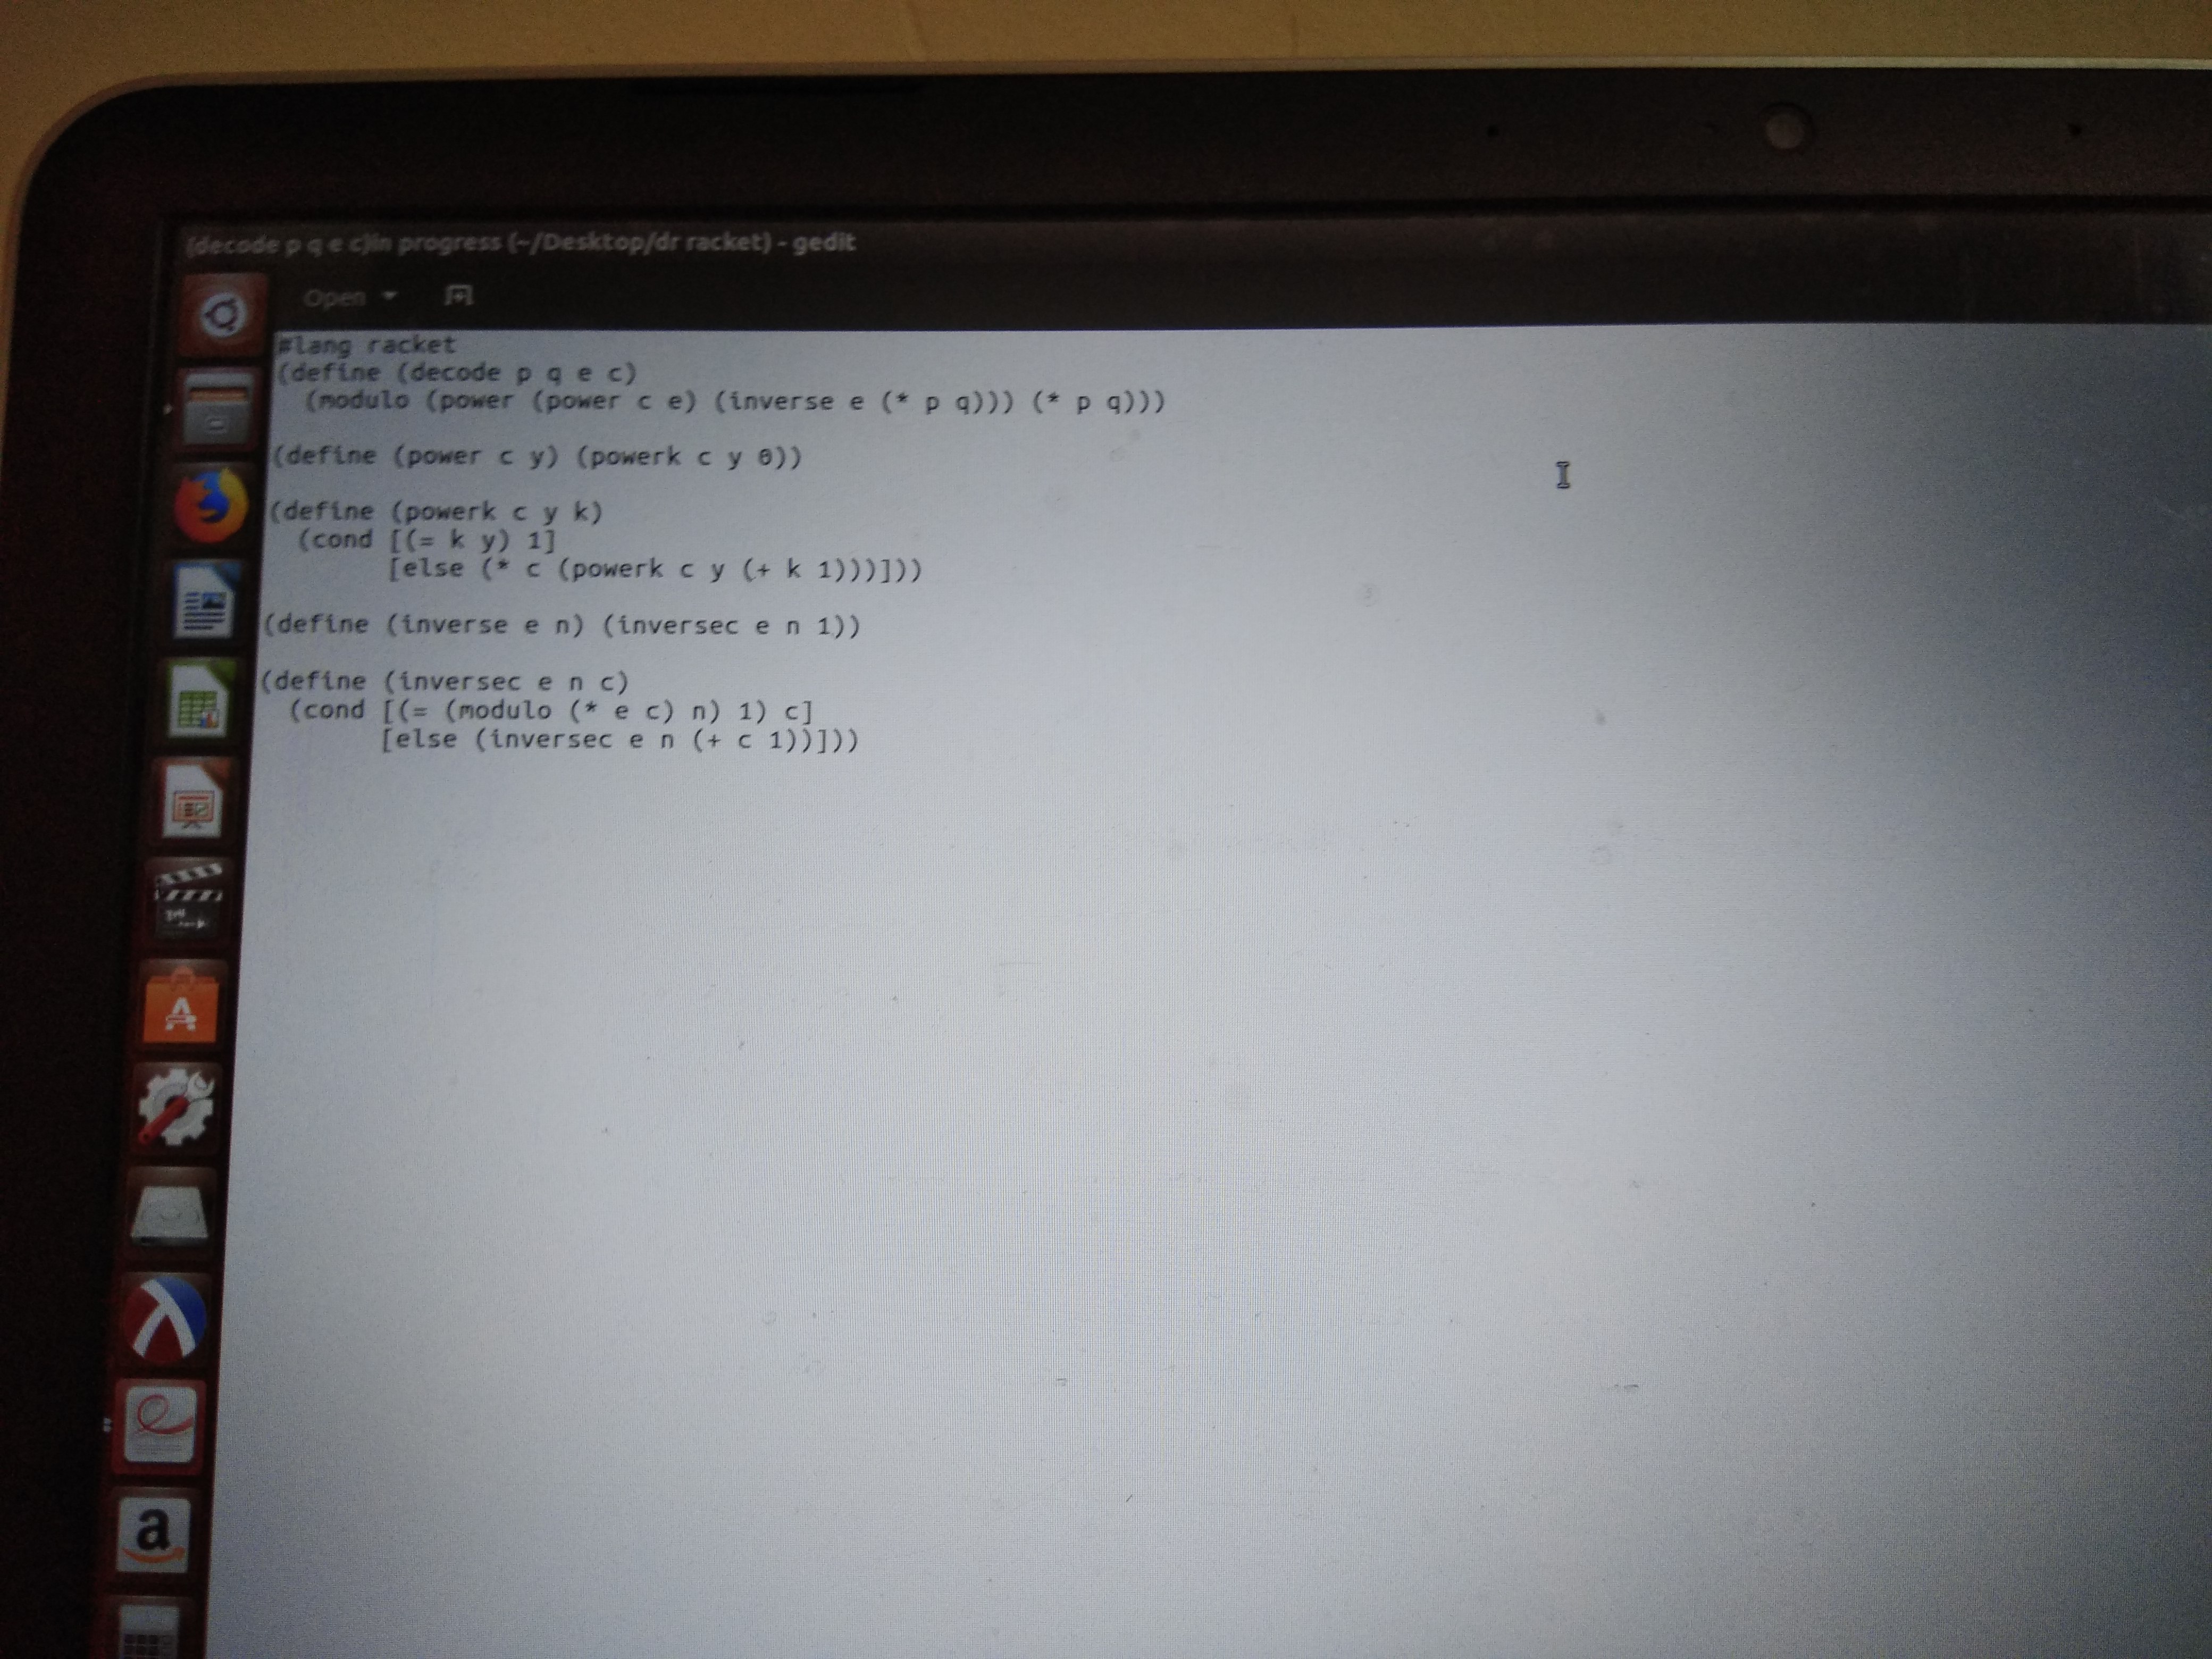 (decode p q e c)in progress (~/Desktop/dr racket) - gedit
Open
#lang racket
(define (decode p q e c)
  (modulo (power (power c e) (inverse e (* p q))) (* p q)))

(define (power c y) (powerk c y 0))

(define (powerk c y k)
  (cond [(= k y) 1]
        [else (* c (powerk c y (+ k 1)))]))

(define (inverse e n) (inversec e n 1))

(define (inversec e n c)
  (cond [(= (modulo (* e c) n) 1) c]
        [else (inversec e n (+ c 1))]))
A
a